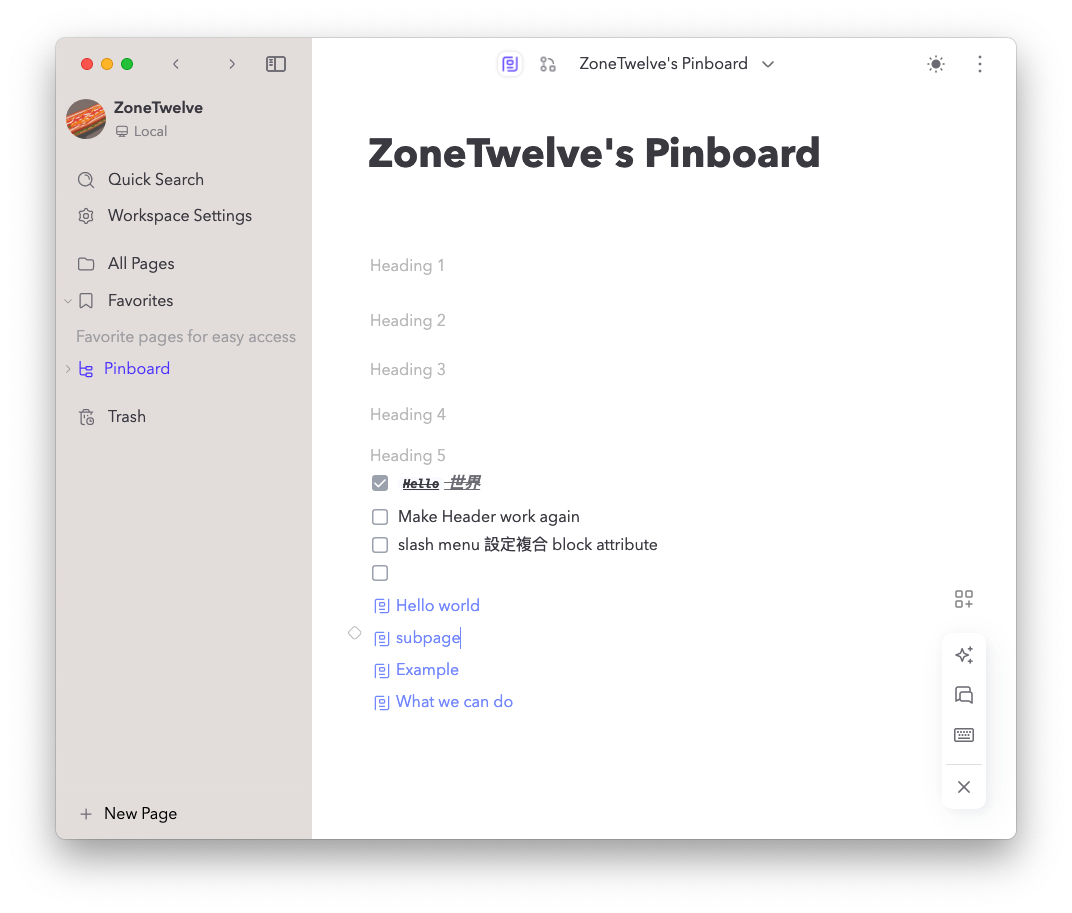 ZoneTwelve's Pinboard
ZoneTwelve
Local
Quick Search
Workspace Settings
All Pages
Favorites
Favorite pages for easy access
Pinboard
Trash
New Page
ZoneTwelve's Pinboard
Heading 1
Heading 2
Heading 3
Heading 4
Heading 5
Hello 世界
Make Header work again
slash menu 設定複合 block attribute
Hello world
subpage
Example
What we can do